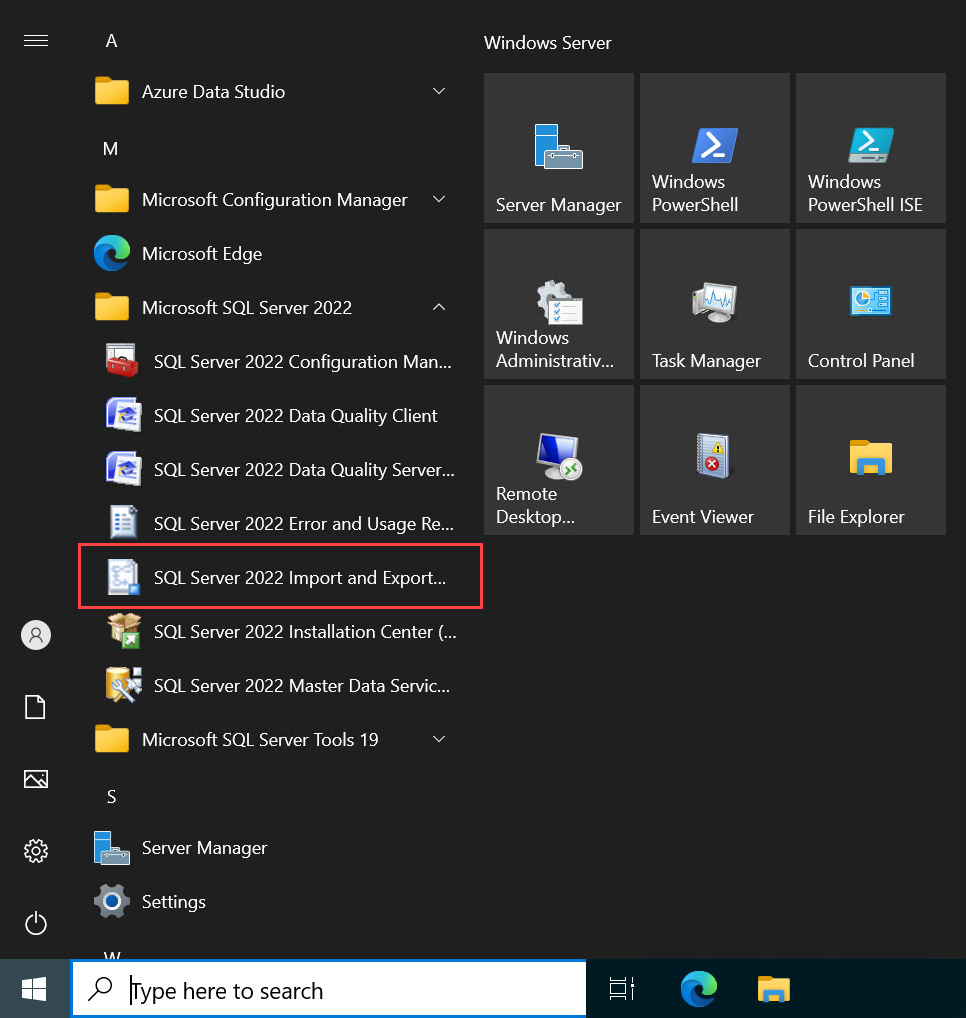 A
Azure Data Studio
M
Microsoft Configuration Manager
Microsoft Edge
Microsoft SQL Server 2022
SQL Server 2022 Configuration Man...
SQL Server 2022 Data Quality Client
SQL Server 2022 Data Quality Server...
SQL Server 2022 Error and Usage Re...
SQL Server 2022 Import and Export...
SQL Server 2022 Installation Center (...
SQL Server 2022 Master Data Servic...
Microsoft SQL Server Tools 19
S
Server Manager
Settings
W
Windows Server
Server Manager
Windows
PowerShell
Windows
PowerShell ISE
Windows
Administrativ...
Task Manager
Control Panel
Remote
Desktop...
Event Viewer
File Explorer
Type here to search